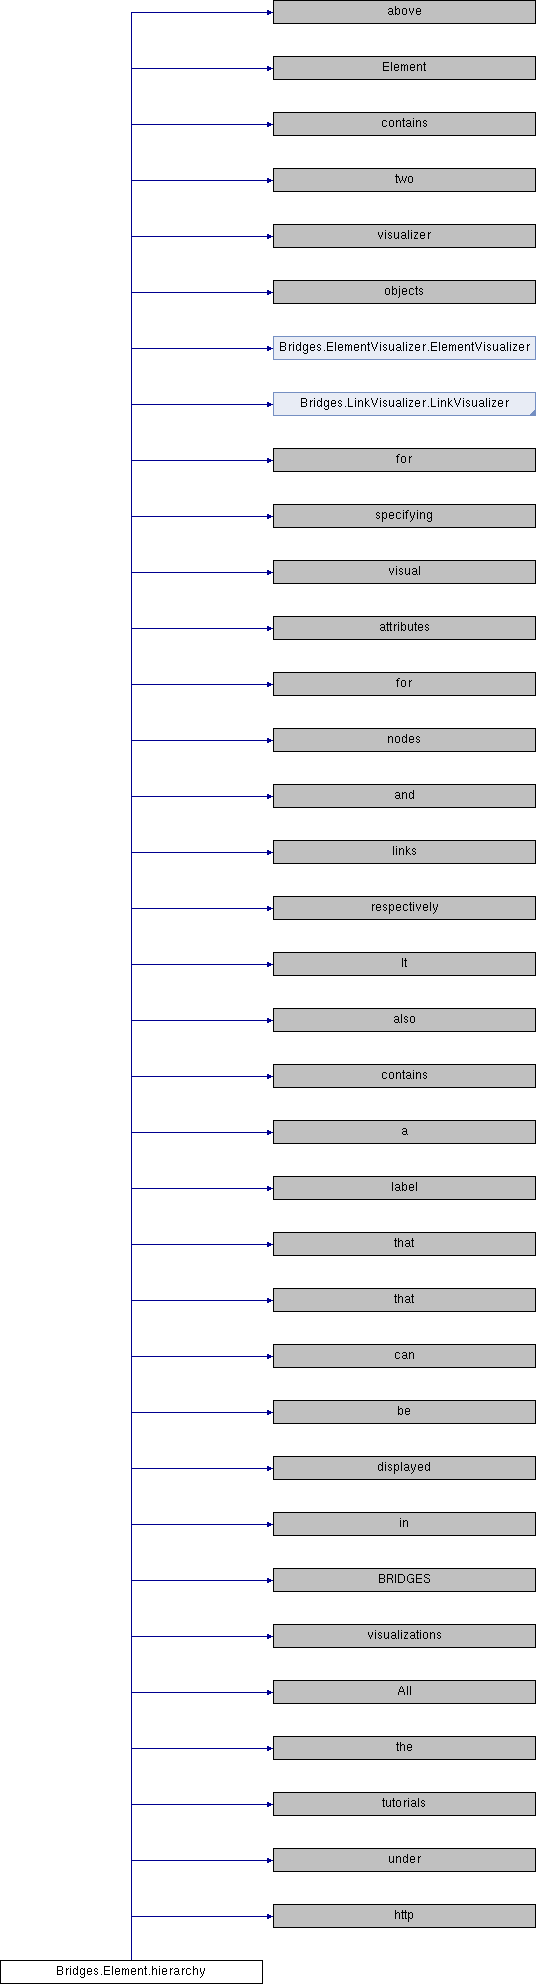 above
Element
contains
two
visualizer
objects
Bridges.ElementVisualizer.ElementVisualizer
Bridges.LinkVisualizer.LinkVisualizer
for
specifying
visual
attributes
for
nodes
and
links
respectively
It
also
contains
a
label
that
that
can
be
displayed
in
BRIDGES
visualizations
All
the
tutorials
under
http
Bridges.Element.hierarchy